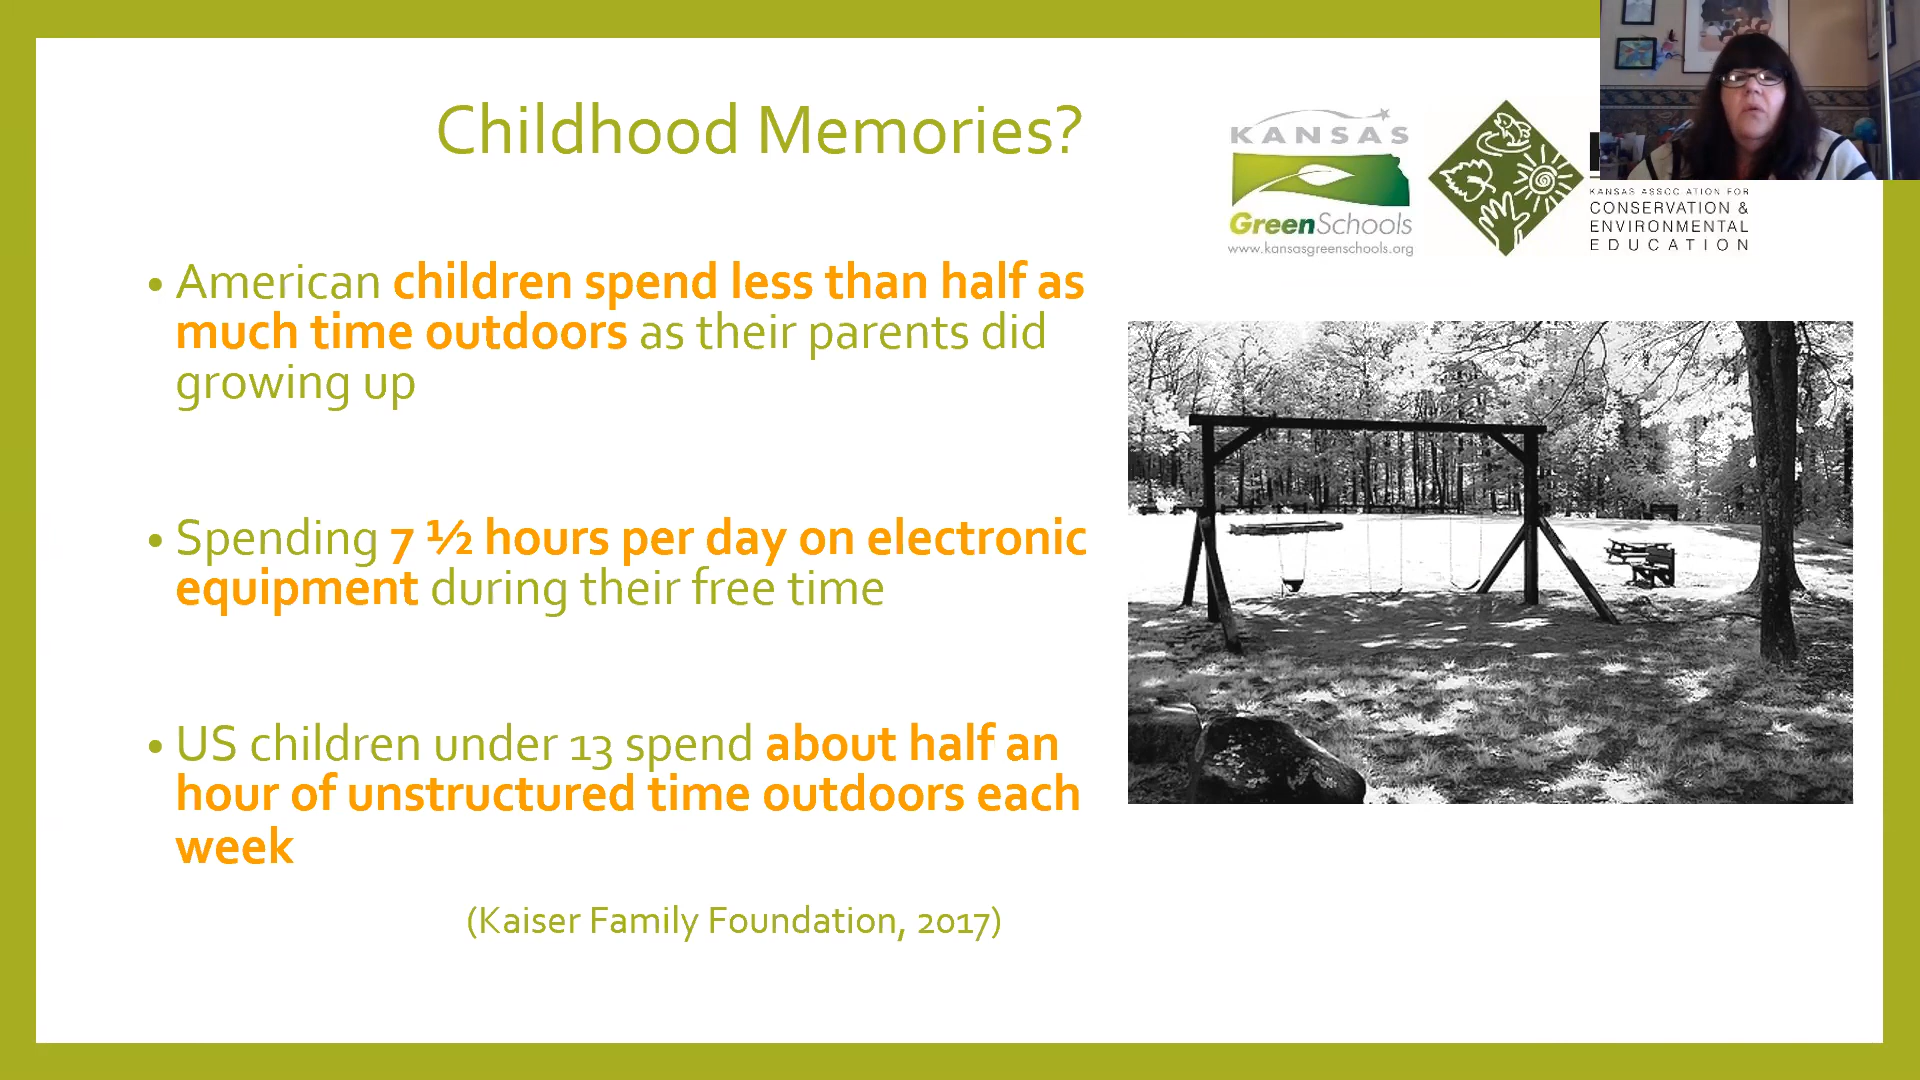 Childhood Memories?
KANSAS
GreenSchools
www.kansasgreenschools.org
KANSAS ASSOCIATION FOR
CONSERVATION &
ENVIRONMENTAL
EDUCATION
• American children spend less than half as
much time outdoors as their parents did
growing up
• Spending 7 ½ hours per day on electronic
equipment during their free time
• US children under 13 spend about half an
hour of unstructured time outdoors each
week
(Kaiser Family Foundation, 2017)